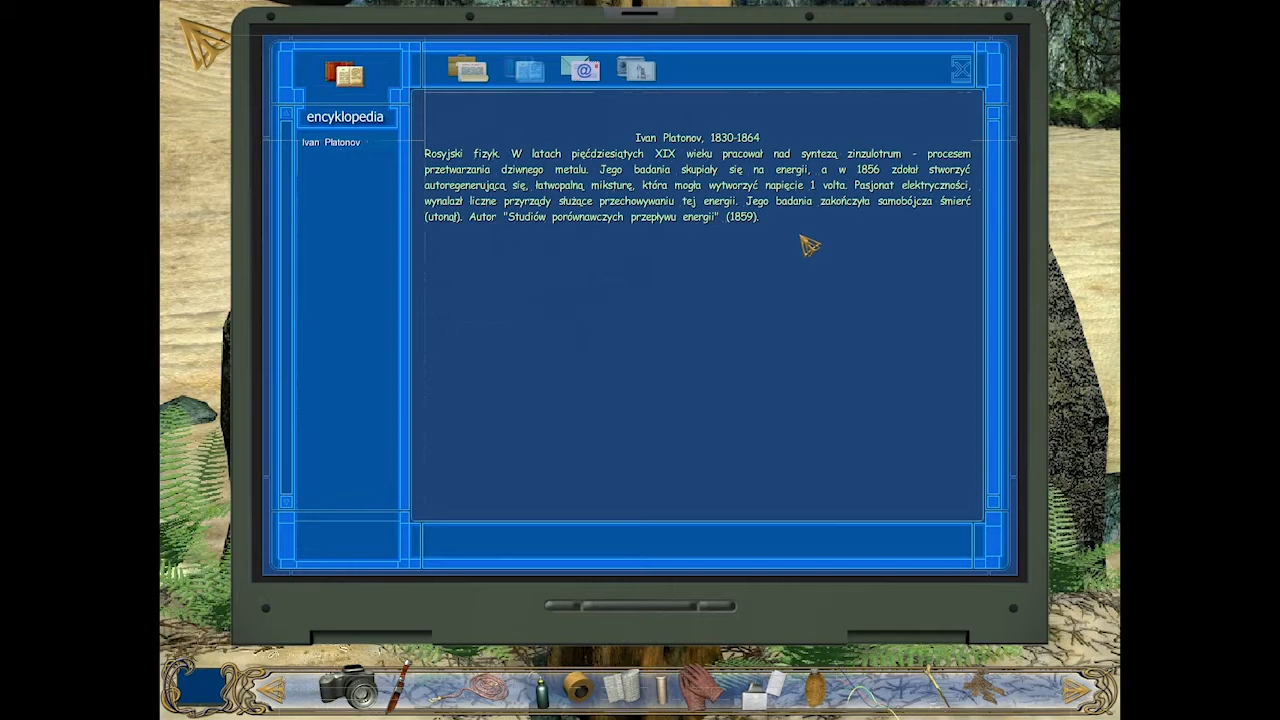 encyklopedia
Ivan Platonov
Ivan Platonov, 1830-1864
Rosyjski fizyk. W latach pięćdziesiątych XIX wieku pracował nad syntezą zinzulotrum - procesem
przetwarzania dziwnego metalu. Jego badania skupiały się na energii, a w 1856 zdołał stworzyć
autoregenerującą się, łatwopalną miksturę, która mogła wytworzyć napięcie 1 volta. Pasjonat elektryczności,
wynalazł liczne przyrządy służące przechowywaniu tej energii. Jego badania zakończyła samobójcza śmierć
(utonął). Autor "Studiów porównawczych przepływu energii" (1859).